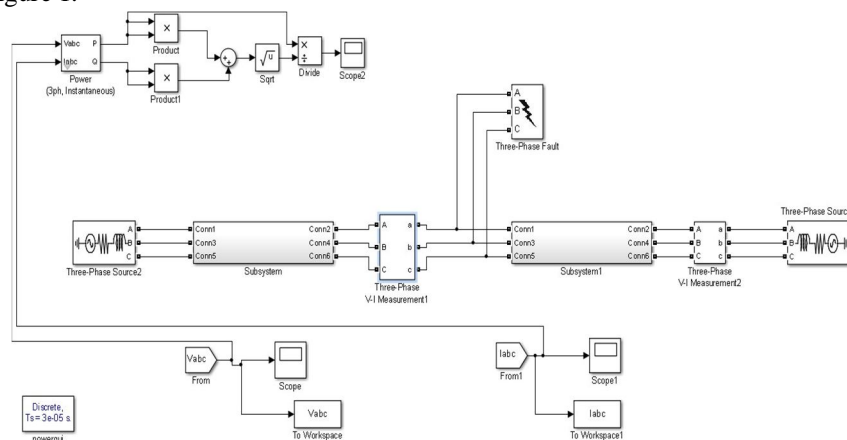 Figure 1.
Vabc P
Iabc Q
Power
(3ph, Instantaneous)
×
Product
×
Product1
+
+
√u
Sqrt
×
÷
Divide
Scope2
A
B
C
Three-Phase Fault
A
B
C
Three-Phase Source2
Conn1 Conn2
Conn3 Conn4
Conn5 Conn6
Subsystem
A a
B b
C c
Three-Phase
V-I Measurement1
Conn1 Conn2
Conn3 Conn4
Conn5 Conn6
Subsystem1
A a
B b
C c
Three-Phase
V-I Measurement2
Three-Phase
A
B
C
Vabc
From
Scope
Vabc
To Workspace
Iabc
From1
Scope1
Iabc
To Workspace1
Discrete,
Ts = 3e-05 s.
powergui